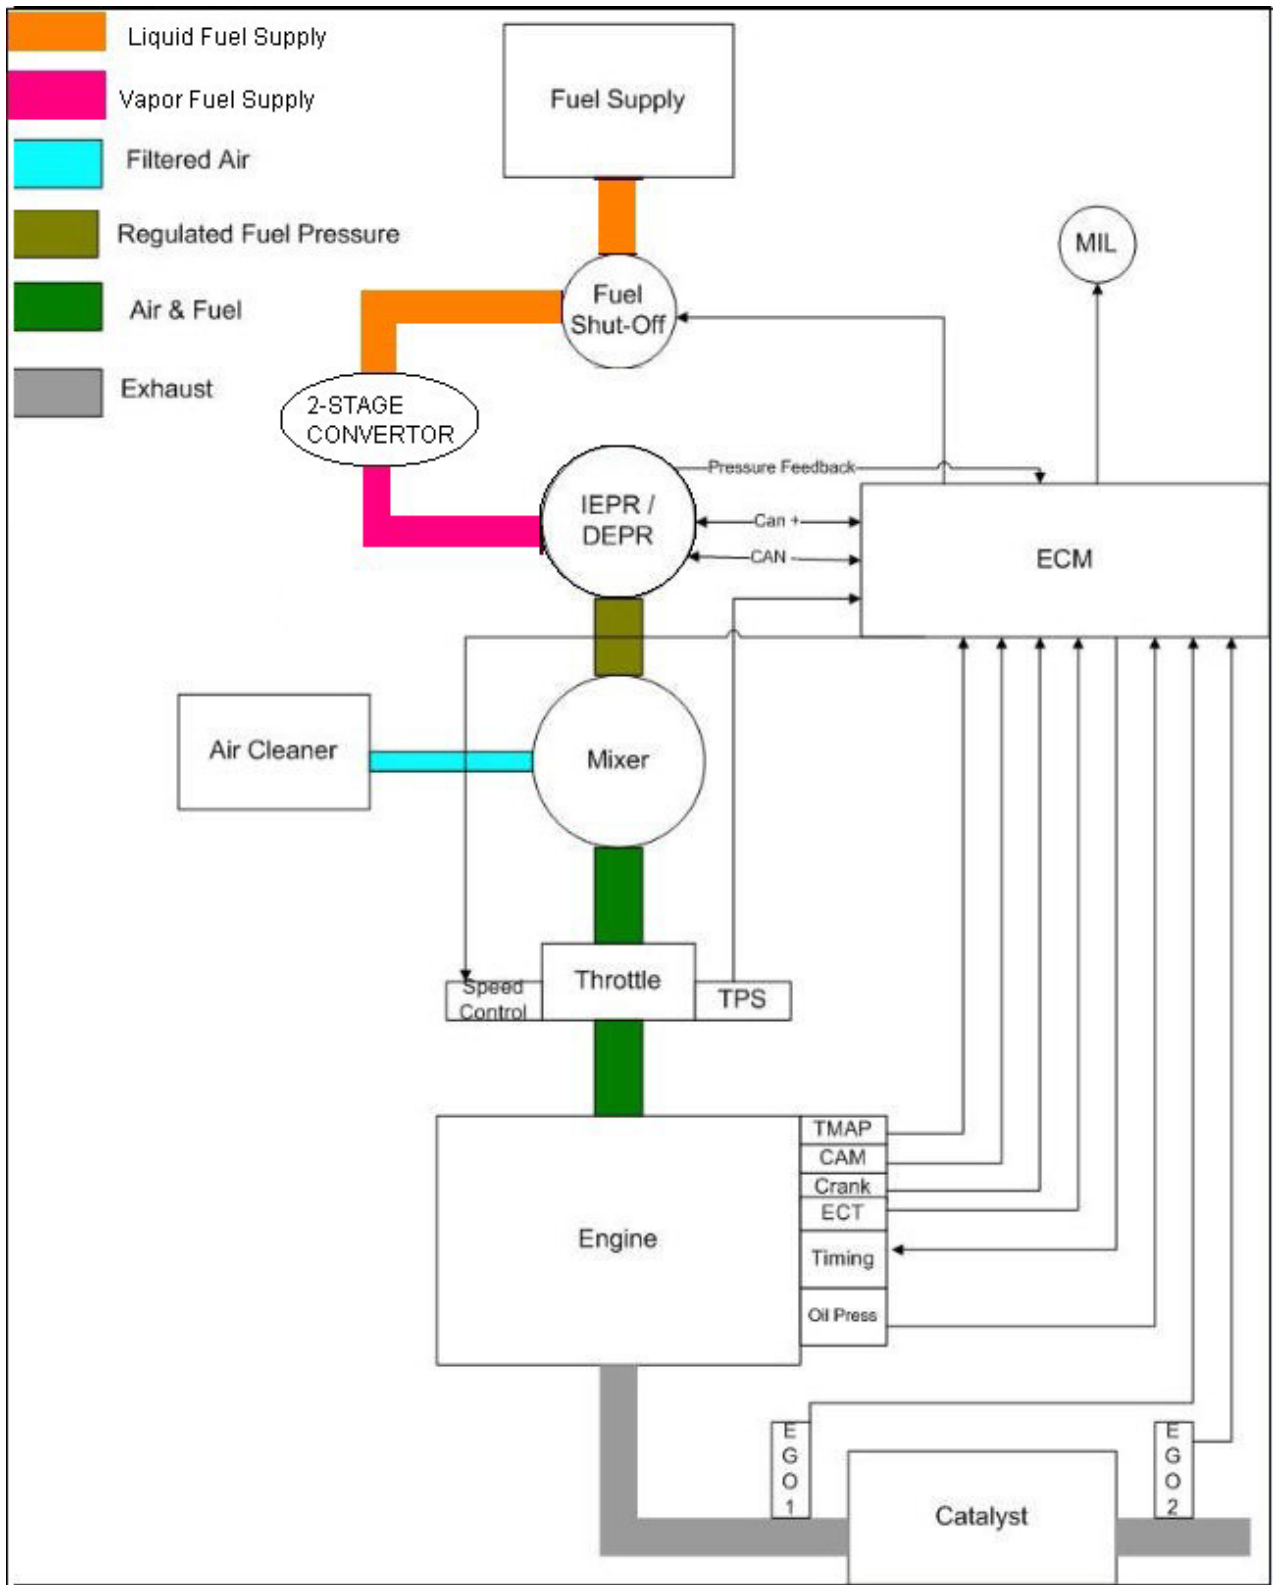 Liquid Fuel Supply
Vapor Fuel Supply
Filtered Air
Regulated Fuel Pressure
Air & Fuel
Exhaust
Fuel Supply
Fuel
Shut-Off
MIL
2-STAGE
CONVERTOR
IEPR /
DEPR
Pressure Feedback
Can +
CAN
ECM
Air Cleaner
Mixer
Speed
Control
Throttle
TPS
Engine
TMAP
CAM
Crank
ECT
Timing
Oil Press
E
G
O
1
Catalyst
E
G
O
2